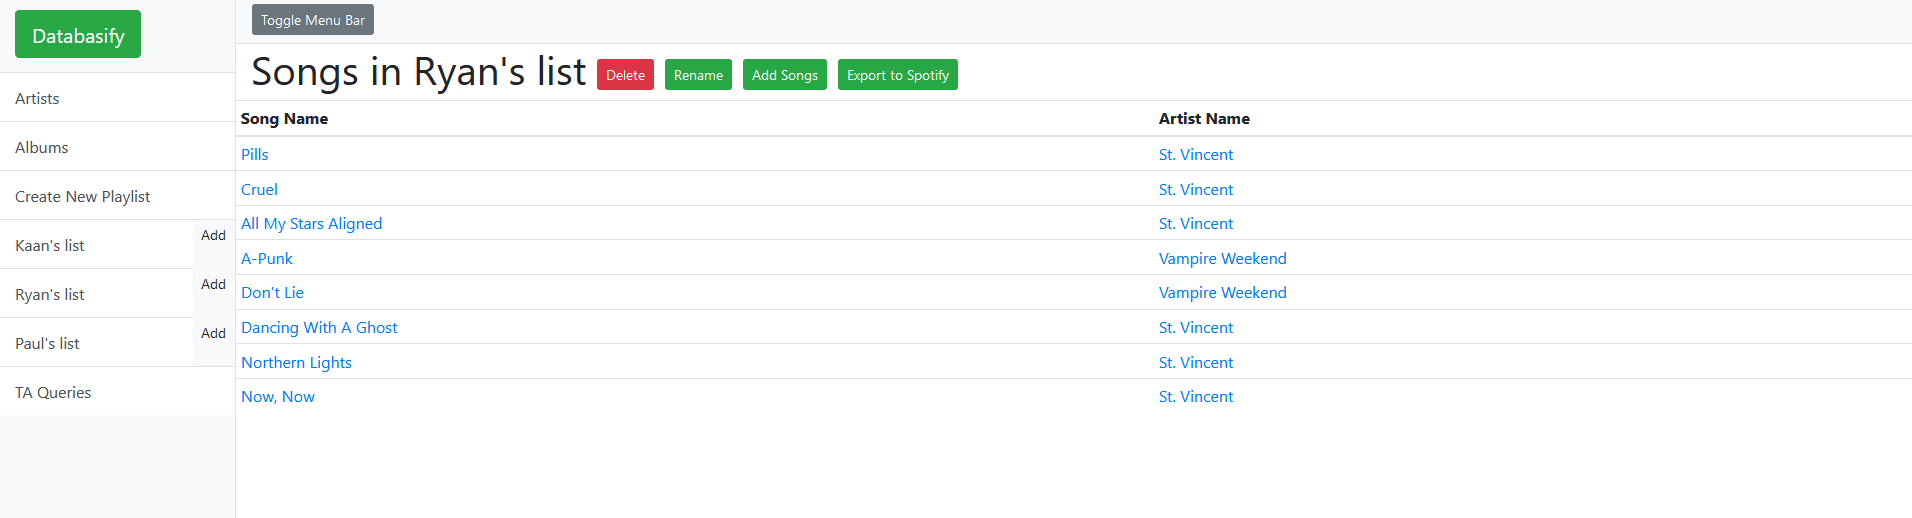 Databasify
Artists
Albums
Create New Playlist
Kaan's list Add
Ryan's list Add
Paul's list Add
TA Queries
Toggle Menu Bar
Songs in Ryan's list Delete Rename Add Songs Export to Spotify
Song Name Artist Name
Pills St. Vincent
Cruel St. Vincent
All My Stars Aligned St. Vincent
A-Punk Vampire Weekend
Don't Lie Vampire Weekend
Dancing With A Ghost St. Vincent
Northern Lights St. Vincent
Now, Now St. Vincent